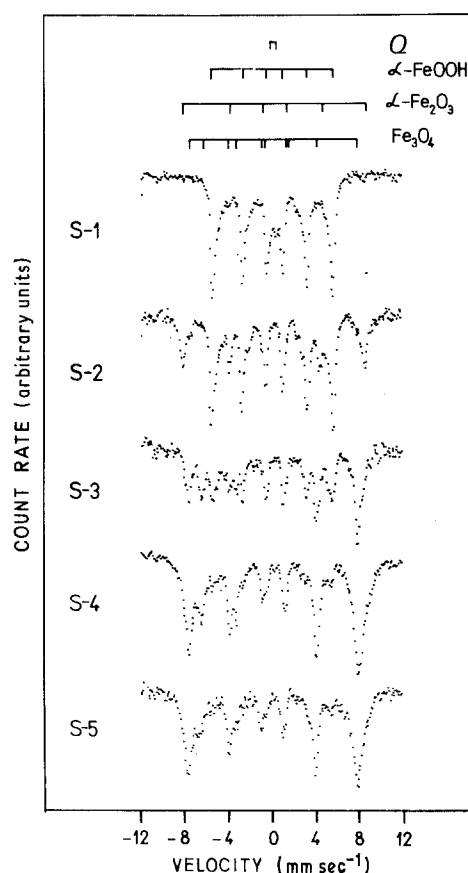 Q
α-FeOOH
α-Fe₂O₃
Fe₃O₄
S-1
S-2
S-3
S-4
S-5
COUNT RATE (arbitrary units)
-12 -8 -4 0 4 8 12
VELOCITY (mm sec⁻¹)